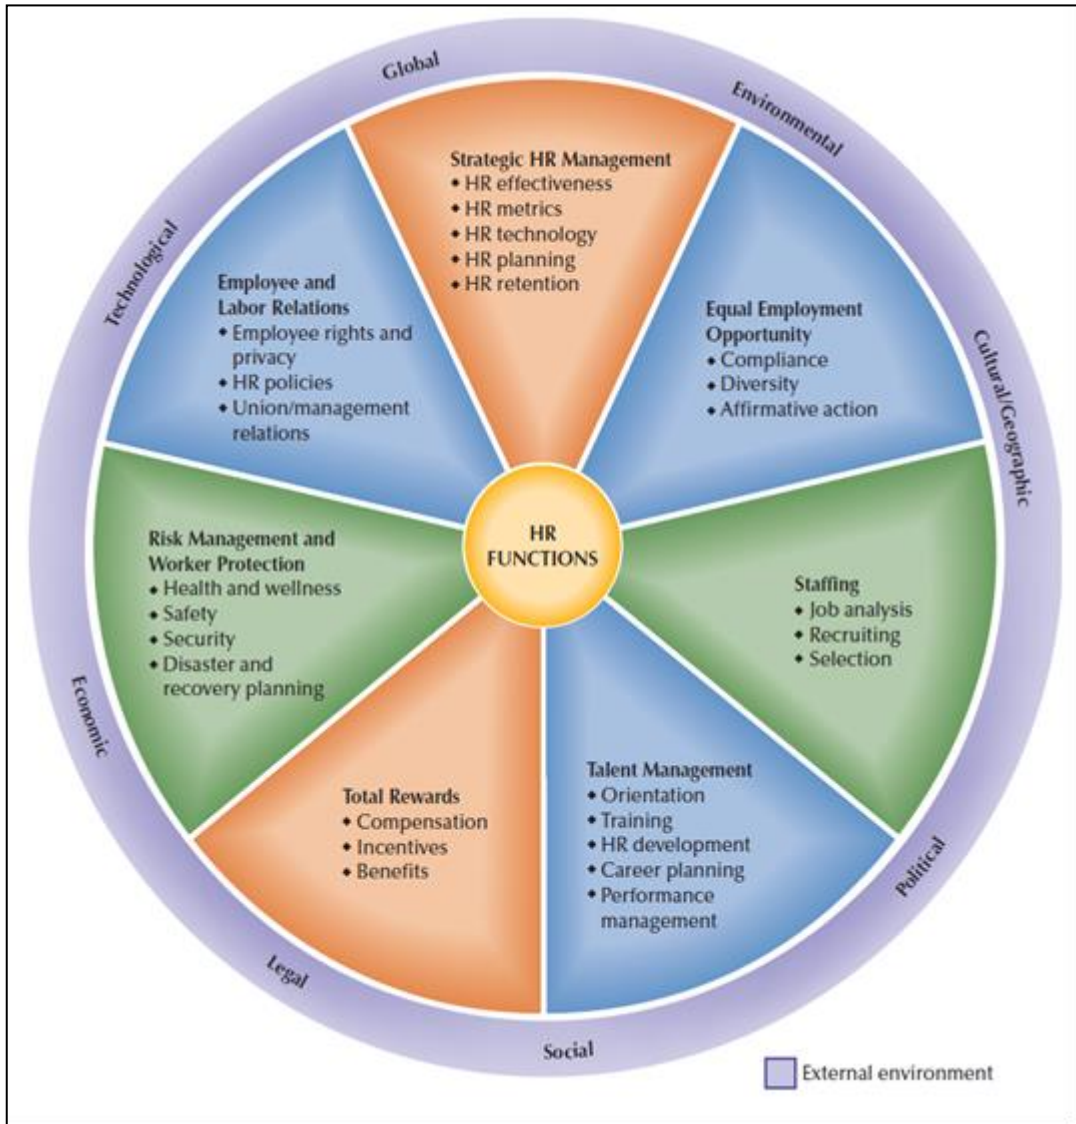 Global
Environmental
Technological
Cultural/Geographic
Strategic HR Management
◆ HR effectiveness
◆ HR metrics
◆ HR technology
◆ HR planning
◆ HR retention
Employee and
Labor Relations
◆ Employee rights and
privacy
◆ HR policies
◆ Union/management
relations
Equal Employment
Opportunity
◆ Compliance
◆ Diversity
◆ Affirmative action
HR
FUNCTIONS
Risk Management and
Worker Protection
◆ Health and wellness
◆ Safety
◆ Security
◆ Disaster and
recovery planning
Staffing
◆ Job analysis
◆ Recruiting
◆ Selection
Economic
Political
Total Rewards
◆ Compensation
◆ Incentives
◆ Benefits
Talent Management
◆ Orientation
◆ Training
◆ HR development
◆ Career planning
◆ Performance
management
Legal
Social
External environment